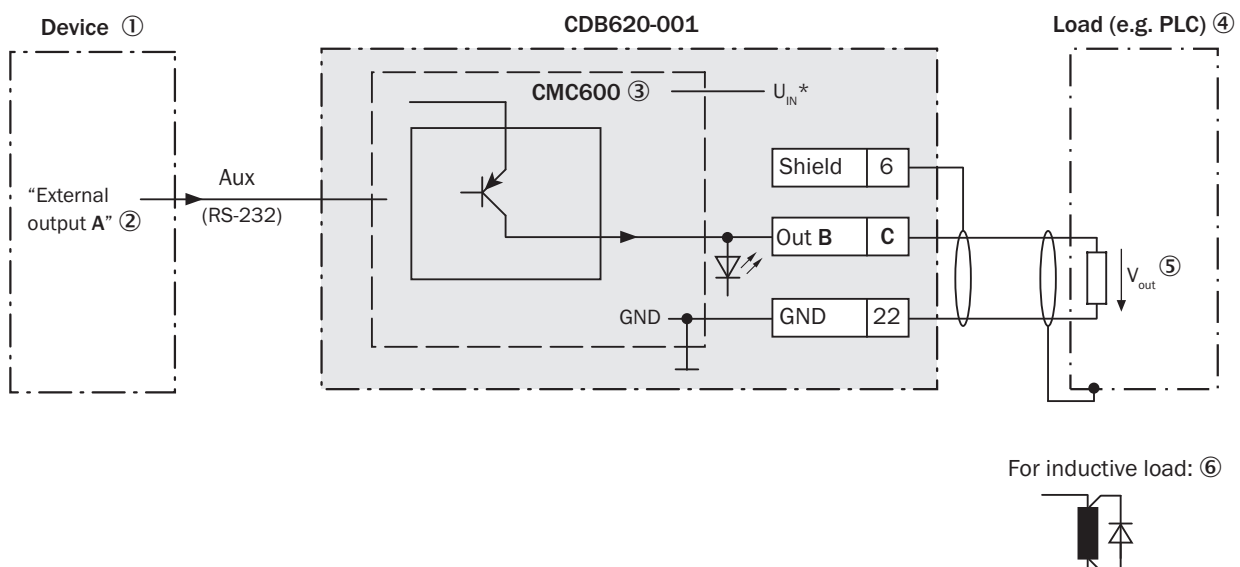 Device ①
CDB620-001
Load (e.g. PLC) ④
CMC600 ③
U_IN*
"External
output A" ②
Aux
(RS-232)
Shield 6
Out B C
V_out ⑤
GND
GND 22
For inductive load: ⑥